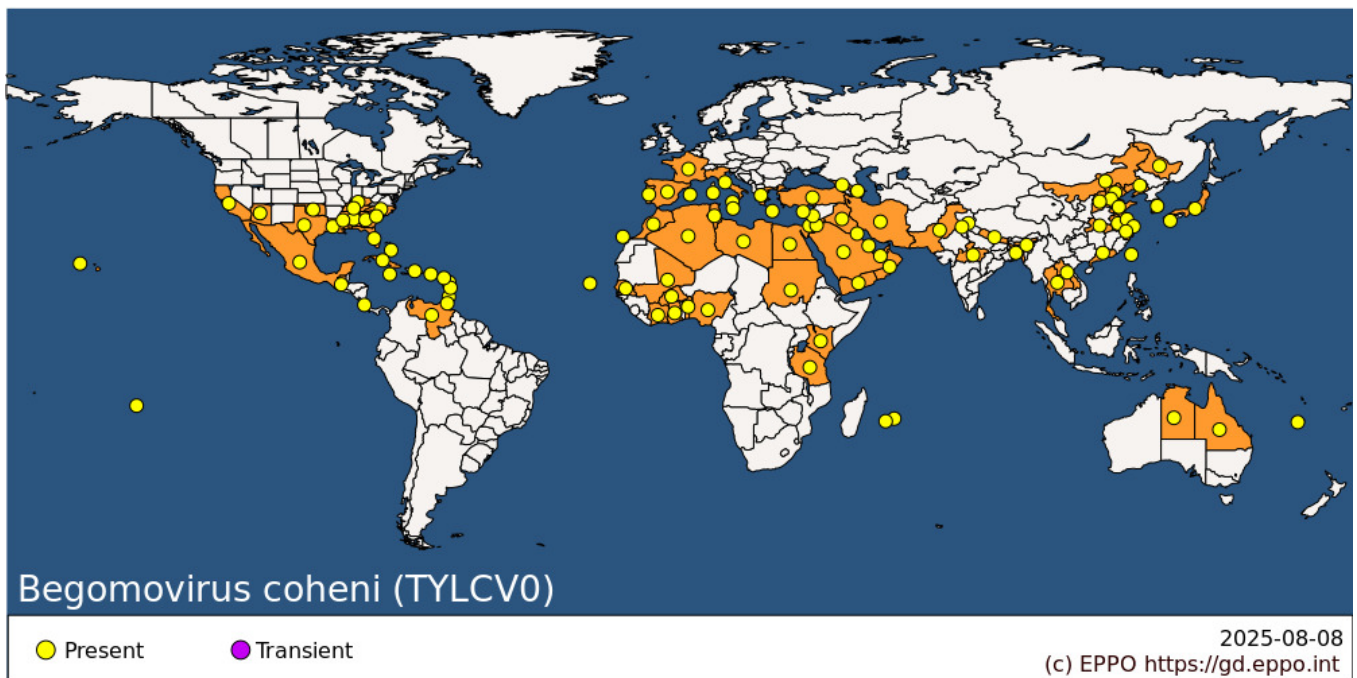 Begomovirus coheni (TYLCV0)
Present
Transient
2025-08-08
(c) EPPO https://gd.eppo.int